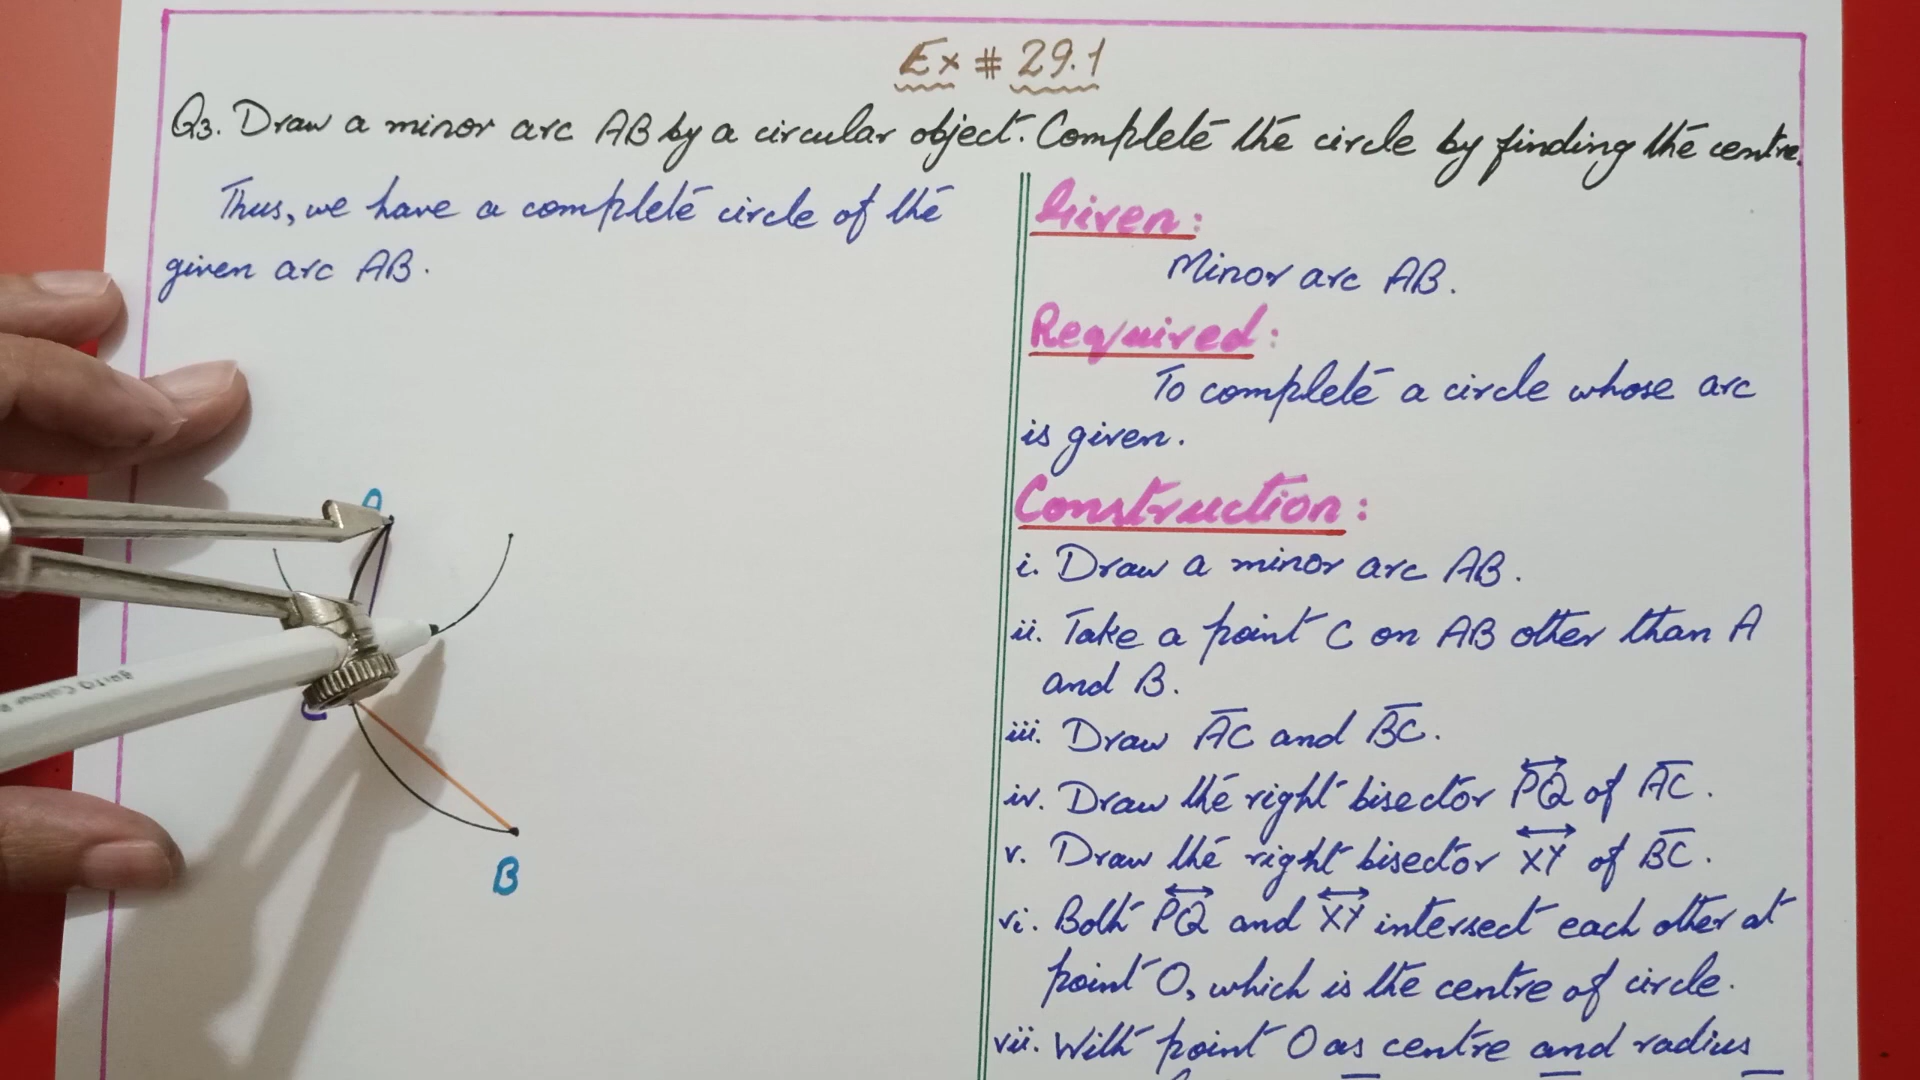 Ex # 29.1
Q3. Draw a minor arc AB by a circular object. Complete the circle by finding the centre.
Thus, we have a complete circle of the
given arc AB.
Given:
Minor arc AB.
Required:
To complete a circle whose arc
is given.
Construction:
i. Draw a minor arc AB.
ii. Take a point C on AB other than A
and B.
iii. Draw A̅C̅ and B̅C̅.
iv. Draw the right bisector PQ of A̅C̅.
v. Draw the right bisector XY of B̅C̅.
vi. Both PQ and XY intersect each other at
point O, which is the centre of circle.
vii. With point O as centre and radius
A
C
B